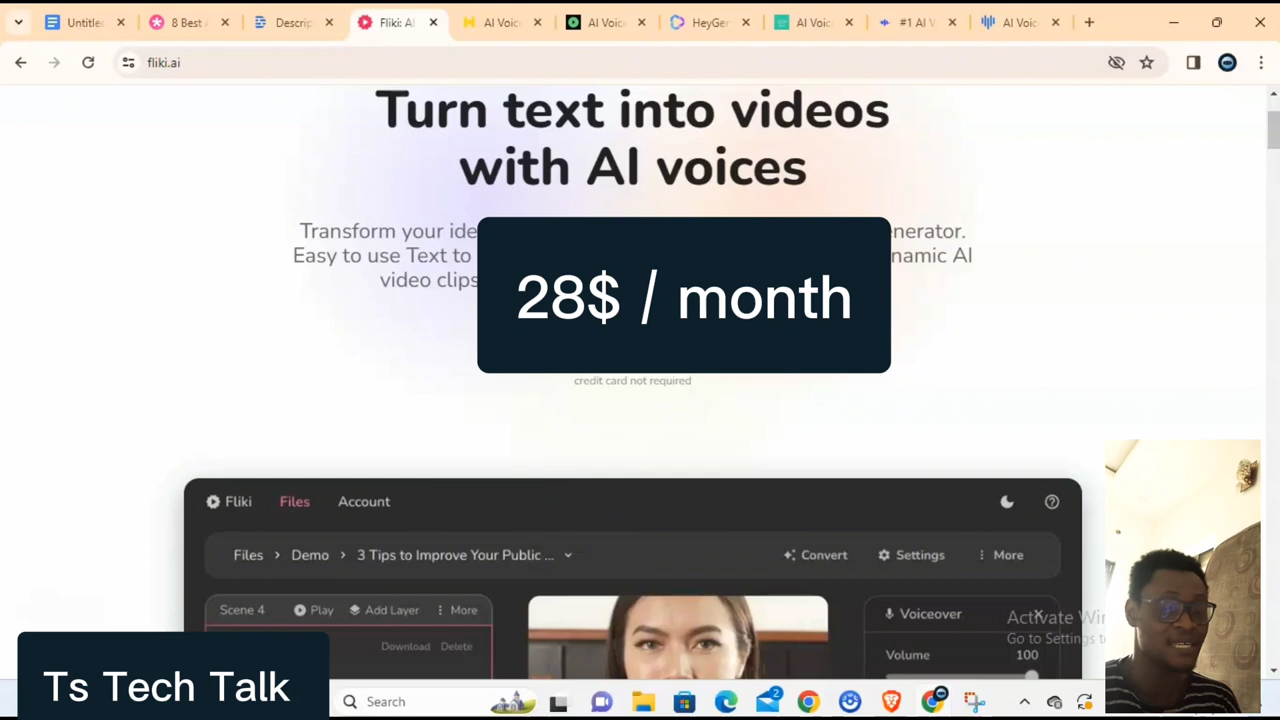 Untitle
8 Best
Descrip
Fliki: A
AI Voic
AI Voic
HeyGe
AI Voic
#1 AI V
AI Voic
fliki.ai
Turn text into videos
with AI voices
Transform your ide
enerator.
Easy to use Text to
namic AI
video clips
28$ / month
credit card not required
Fliki
Files
Account
Files > Demo > 3 Tips to Improve Your Public ...
Convert
Settings
More
Scene 4
Play
Add Layer
More
Voiceover
Activate Wi
Go to Settings t
Download
Delete
Volume
100
Ts Tech Talk
Search
2